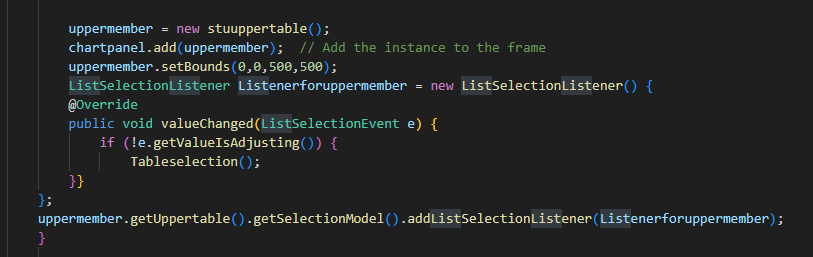 uppermember = new stuuppertable();
chartpanel.add(uppermember);  // Add the instance to the frame
uppermember.setBounds(0,0,500,500);
ListSelectionListener Listenerforuppermember = new ListSelectionListener() {
@Override
public void valueChanged(ListSelectionEvent e) {
if (!e.getValueIsAdjusting()) {
Tableselection();
}}
};
uppermember.getUppertable().getSelectionModel().addListSelectionListener(Listenerforuppermember);
}